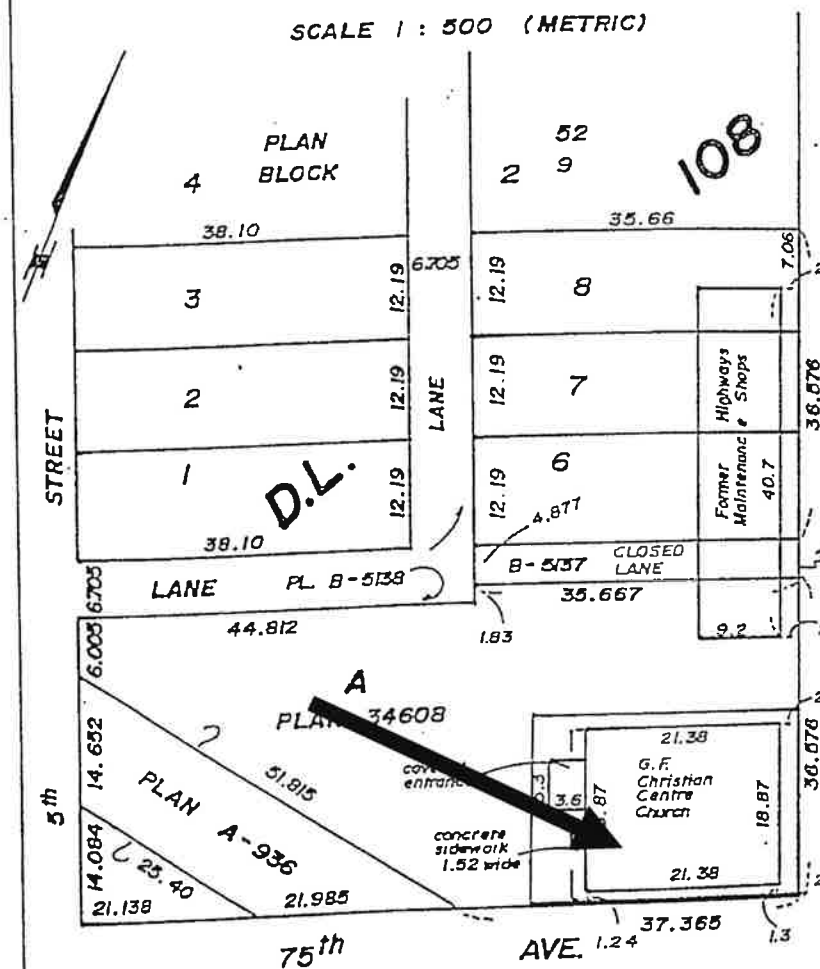 SCALE 1 : 500 (METRIC)
PLAN
BLOCK
52
9
108
4
2
38.10
35.66
7.06
3
12.19
6.705
12.19
8
2
12.19
LANE
12.19
7
36.576
STREET
1
D.L.
12.19
12.19
6
Former Highways
Maintenance Shops
40.7
38.10
4.877
B-5137
CLOSED
LANE
6.705
LANE
PL. B-5138
35.667
44.812
1.83
9.2
6.005
A
PLAN 34608
14.652
51.815
PLAN A-936
21.38
G.F.
Christian
Centre
Church
18.87
36.576
3.6
concrete
sidewalk
1.52 wide
5th
14.084
25.40
21.38
21.138
21.985
37.365
1.24
1.3
75th AVE.